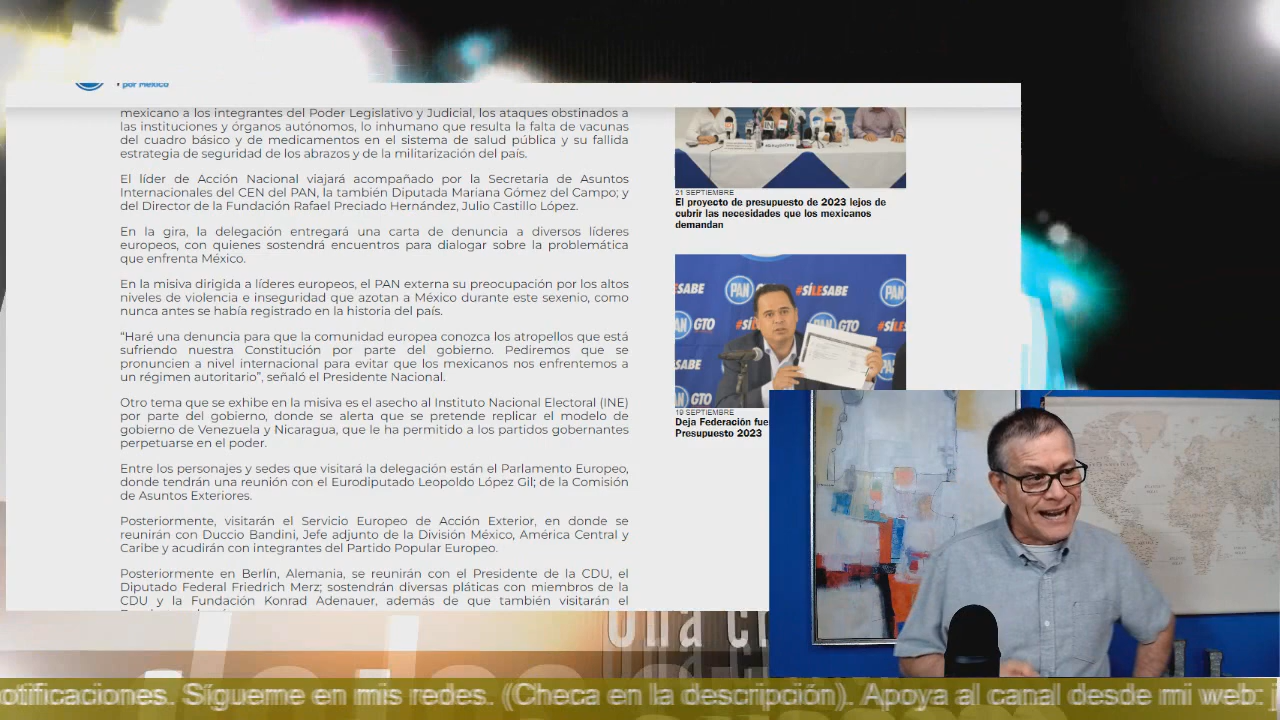 por México
mexicano a los integrantes del Poder Legislativo y Judicial, los ataques obstinados a
las instituciones y órganos autónomos, lo inhumano que resulta la falta de vacunas
del cuadro básico y de medicamentos en el sistema de salud pública y su fallida
estrategia de seguridad de los abrazos y de la militarización del país.
El líder de Acción Nacional viajará acompañado por la Secretaria de Asuntos
Internacionales del CEN del PAN, la también Diputada Mariana Gómez del Campo; y
del Director de la Fundación Rafael Preciado Hernández, Julio Castillo López.
En la gira, la delegación entregará una carta de denuncia a diversos líderes
europeos, con quienes sostendrá encuentros para dialogar sobre la problemática
que enfrenta México.
En la misiva dirigida a líderes europeos, el PAN externa su preocupación por los altos
niveles de violencia e inseguridad que azotan a México durante este sexenio, como
nunca antes se había registrado en la historia del país.
“Haré una denuncia para que la comunidad europea conozca los atropellos que está
sufriendo nuestra Constitución por parte del gobierno. Pediremos que se
pronuncien a nivel internacional para evitar que los mexicanos nos enfrentemos a
un régimen autoritario”, señaló el Presidente Nacional.
Otro tema que se exhibe en la misiva es el asecho al Instituto Nacional Electoral (INE)
por parte del gobierno, donde se alerta que se pretende replicar el modelo de
gobierno de Venezuela y Nicaragua, que le ha permitido a los partidos gobernantes
perpetuarse en el poder.
Entre los personajes y sedes que visitará la delegación están el Parlamento Europeo,
donde tendrán una reunión con el Eurodiputado Leopoldo López Gil; de la Comisión
de Asuntos Exteriores.
Posteriormente, visitarán el Servicio Europeo de Acción Exterior, en donde se
reunirán con Duccio Bandini, Jefe adjunto de la División México, América Central y
Caribe y acudirán con integrantes del Partido Popular Europeo.
Posteriormente en Berlín, Alemania, se reunirán con el Presidente de la CDU, el
Diputado Federal Friedrich Merz; sostendrán diversas pláticas con miembros de la
CDU y la Fundación Konrad Adenauer, además de que también visitarán el
21 SEPTIEMBRE
El proyecto de presupuesto de 2023 lejos de
cubrir las necesidades que los mexicanos
demandan
SABE PAN #SÍLESABE PAN
PAN GTO #SÍ #SÍLES
SABE PAN
PAN GTO
19 SEPTIEMBRE
Deja Federación fue
Presupuesto 2023
una
otificaciones. Sígueme en mis redes. (Checa en la descripción). Apoya al canal desde mi web: j